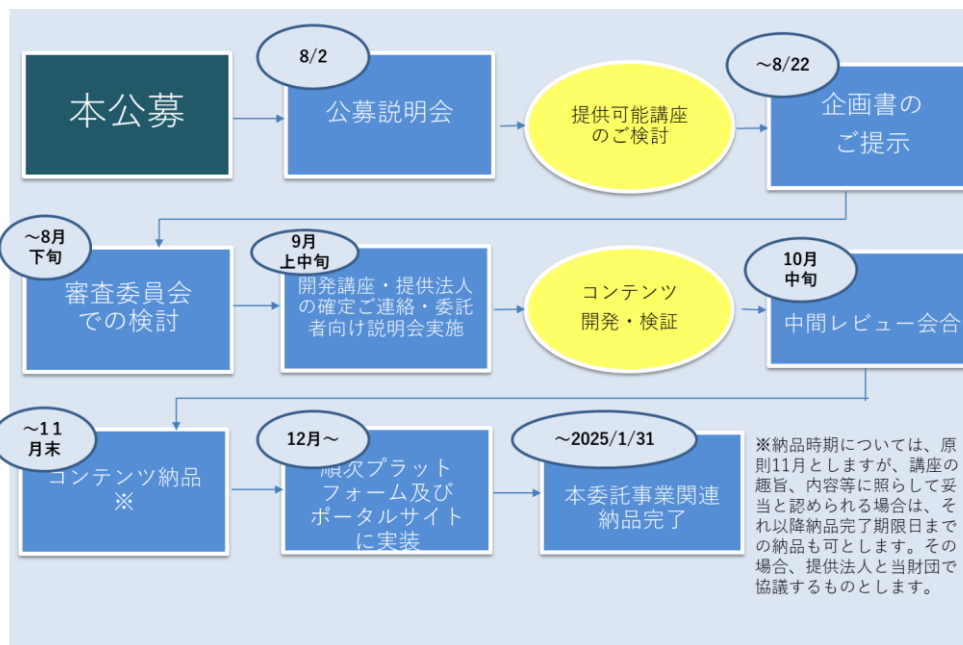 本公募
8/2
公募説明会
提供可能講座
のご検討
～8/22
企画書の
ご提示
～8月
下旬
審査委員会
での検討
9月
上中旬
開発講座・提供法人
の確定ご連絡・委託
者向け説明会実施
コンテンツ
開発・検証
10月
中旬
中間レビュー会合
～11
月末
コンテンツ納品
※
12月～
順次プラット
フォーム及び
ポータルサイト
に実装
～2025/1/31
本委託事業関連
納品完了
※納品時期については、原
則11月としますが、講座の
趣旨、内容等に照らして妥
当と認められる場合は、そ
れ以降納品完了期限日まで
の納品も可とします。その
場合、提供法人と当財団で
協議するものとします。